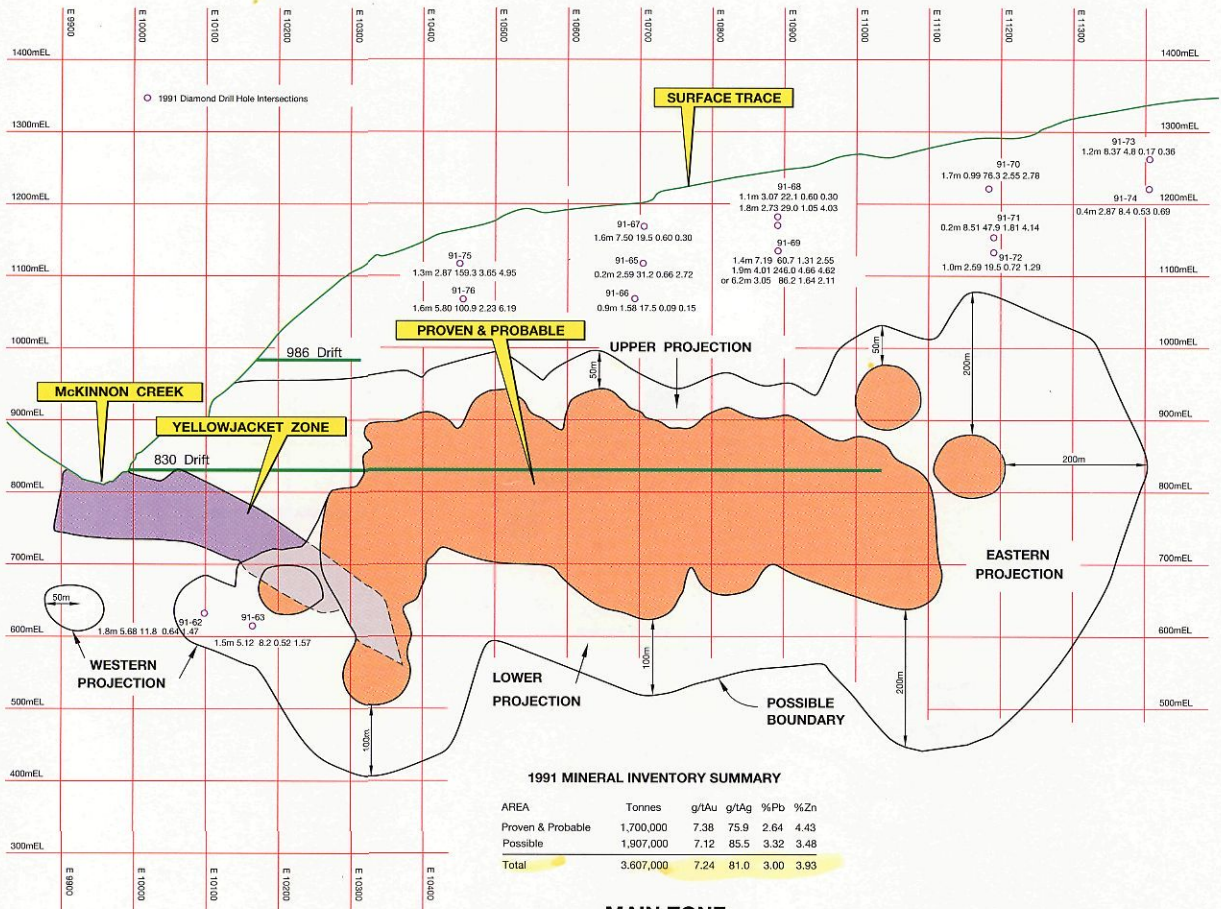 E 9900 E 10000 E 10100 E 10200 E 10300 E 10400 E 10500 E 10600 E 10700 E 10800 E 10900 E 11000 E 11100 E 11200 E 11300
1400mEL 1400mEL
1991 Diamond Drill Hole Intersections
SURFACE TRACE
1300mEL 1300mEL
91-73
1.2m 8.37 4.8 0.17 0.36
91-70
1.7m 0.99 76.3 2.55 2.78
91-68
1.1m 3.07 22.1 0.60 0.30
1.8m 2.73 29.0 1.05 4.03
91-74
0.4m 2.87 8.4 0.53 0.69
1200mEL 1200mEL
91-67
1.6m 7.50 19.5 0.60 0.30
91-71
0.2m 8.51 47.9 1.81 4.14
91-69
1.4m 7.19 60.7 1.31 2.55
1.9m 4.01 246.0 4.66 4.62
or 6.2m 3.05 86.2 1.64 2.11
91-75
1.3m 2.87 159.3 3.65 4.95
91-65
0.2m 2.59 31.2 0.66 2.72
91-72
1.0m 2.59 19.5 0.72 1.29
1100mEL 1100mEL
91-76
1.6m 5.80 100.9 2.23 6.19
91-66
0.9m 1.58 17.5 0.09 0.15
PROVEN & PROBABLE
1000mEL 1000mEL
986 Drift
UPPER PROJECTION
50m
50m
200m
McKINNON CREEK
900mEL 900mEL
YELLOWJACKET ZONE
830 Drift
200m
800mEL 800mEL
700mEL 700mEL
EASTERN
PROJECTION
50m
91-62
1.8m 5.68 11.8 0.64 1.47
91-63
1.5m 5.12 8.2 0.52 1.57
600mEL 600mEL
WESTERN
PROJECTION
100m
200m
LOWER
PROJECTION
POSSIBLE
BOUNDARY
500mEL 500mEL
100m
400mEL
300mEL
1991 MINERAL INVENTORY SUMMARY
AREA Tonnes g/tAu g/tAg %Pb %Zn
Proven & Probable 1,700,000 7.38 75.9 2.64 4.43
Possible 1,907,000 7.12 85.5 3.32 3.48
Total 3.607,000 7.24 81.0 3.00 3.93
E 9900 E 10000 E 10100 E 10200 E 10300 E 10400
MAIN ZONE